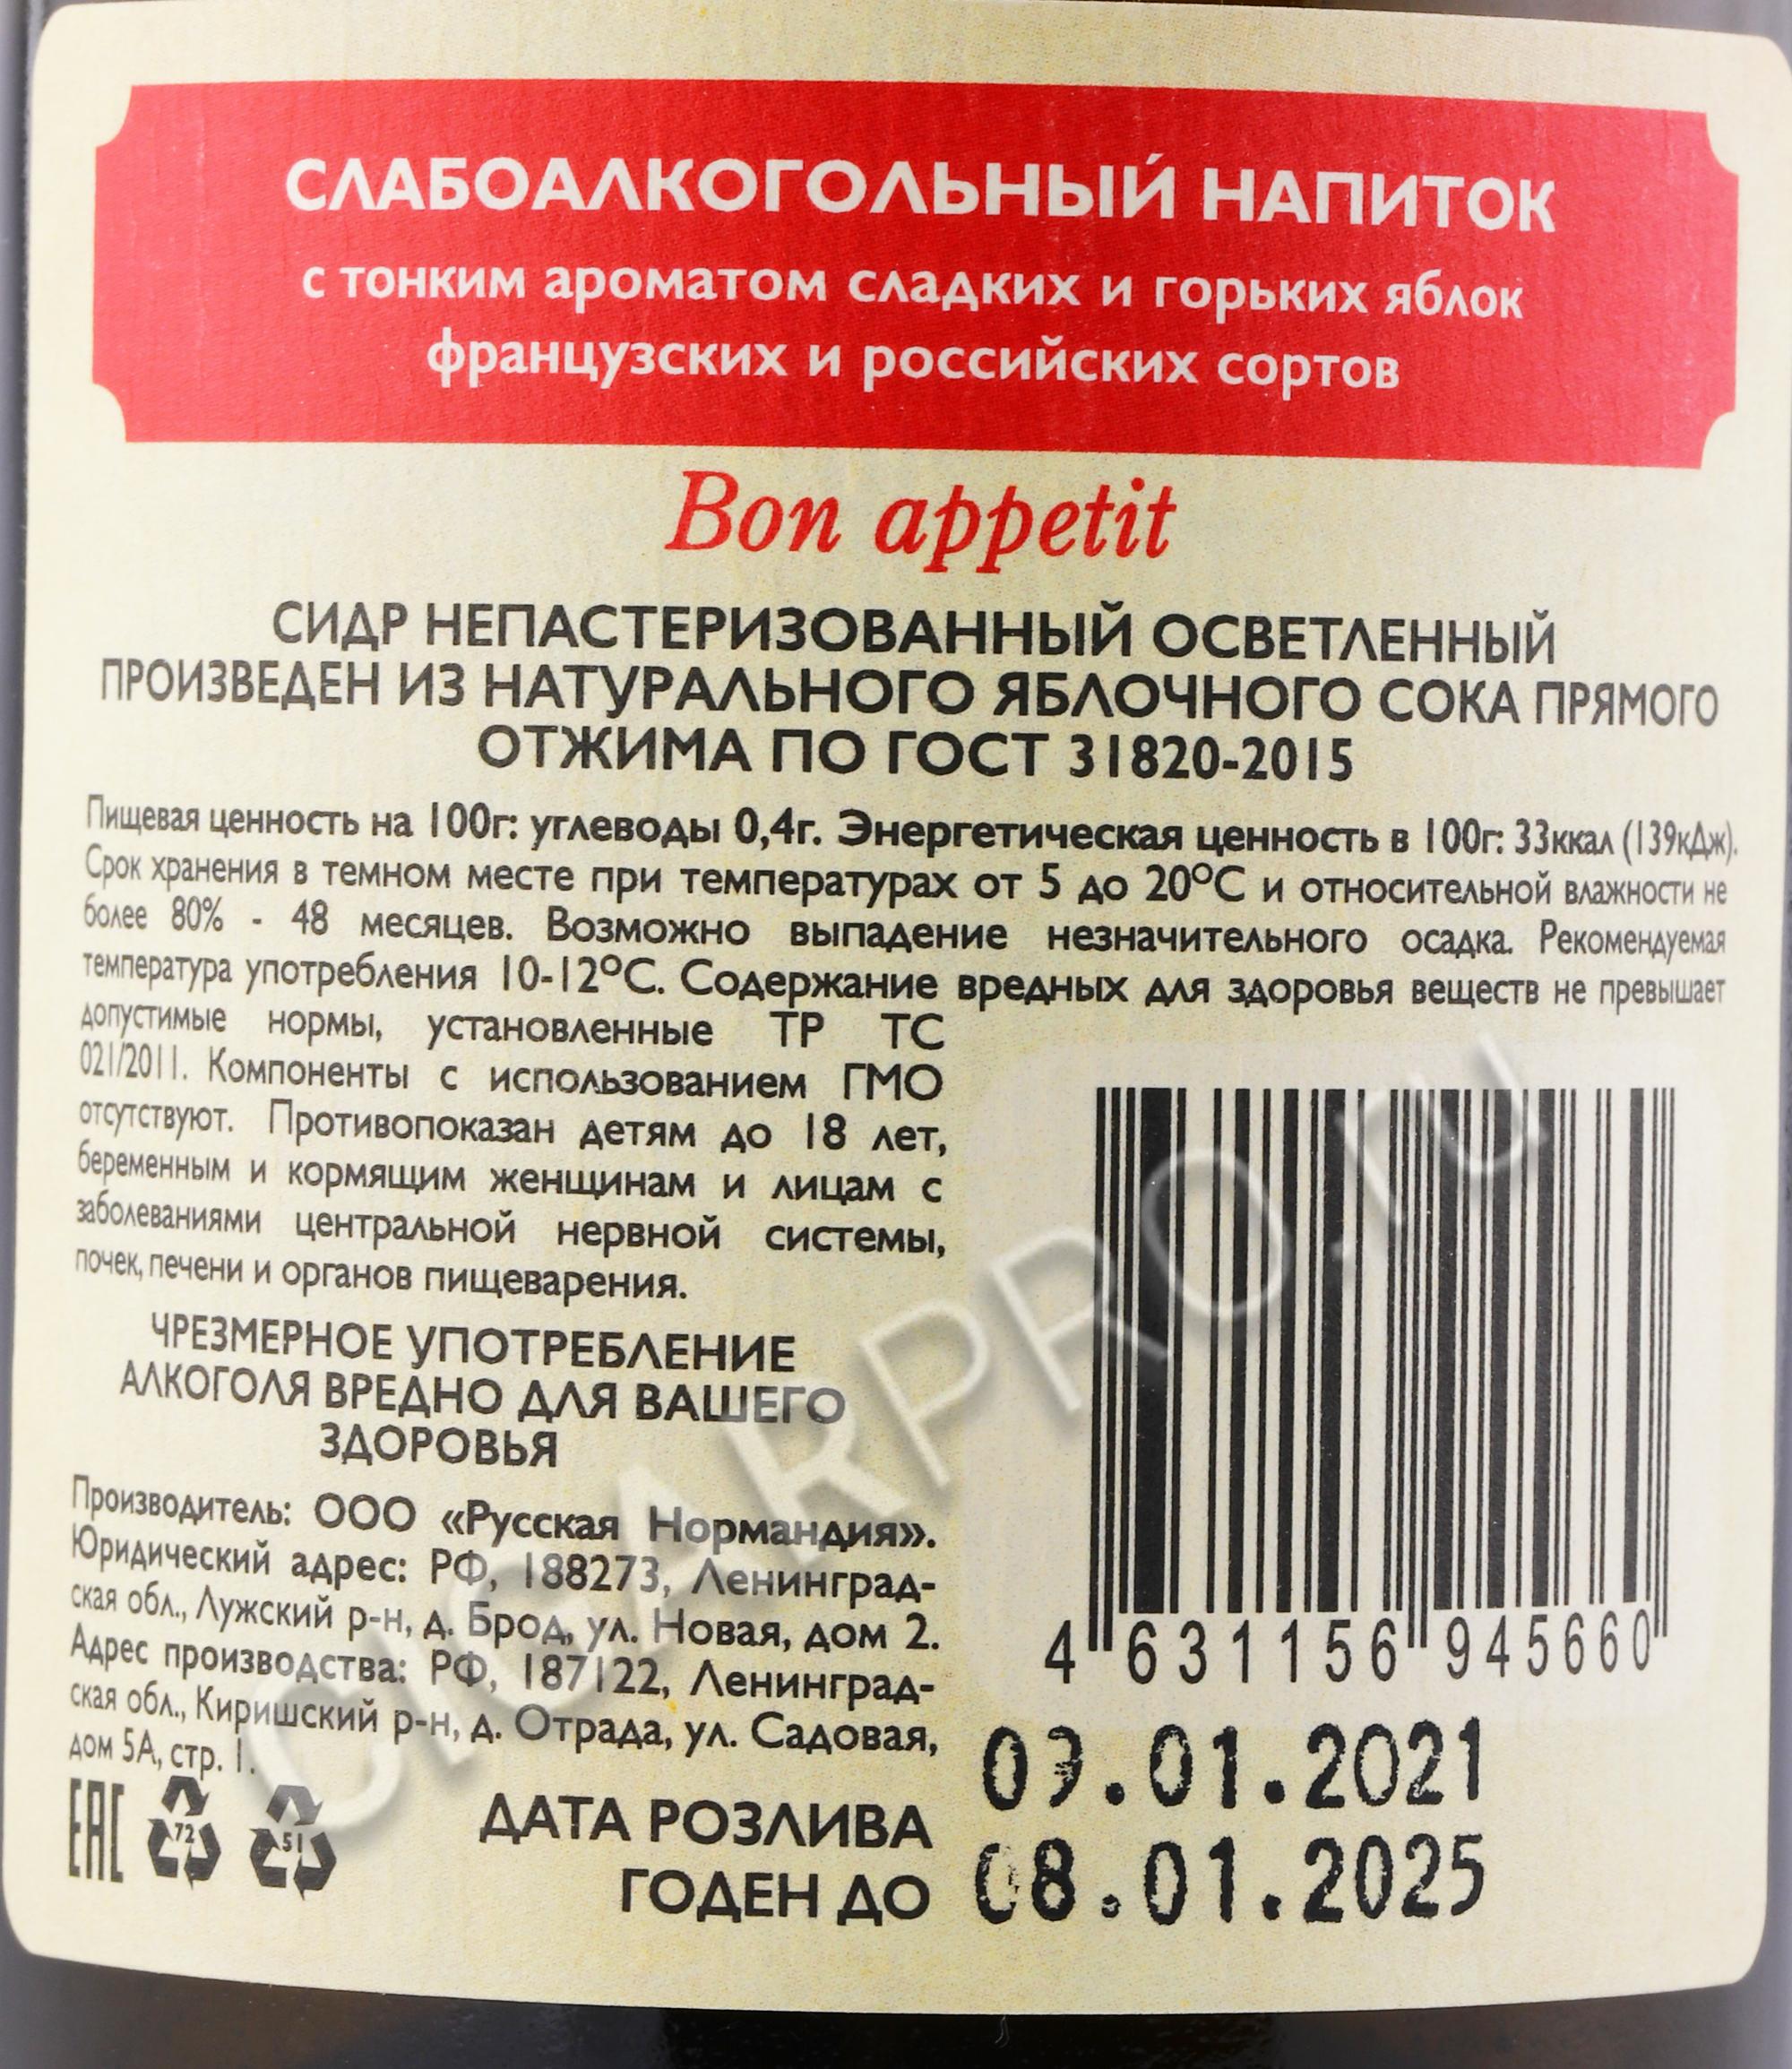 СЛАБОАЛКОГОЛЬНЫЙ НАПИТОК
с тонким ароматом сладких и горьких яблок
французских и российских сортов
Bon appetit
СИДР НЕПАСТЕРИЗОВАННЫЙ ОСВЕТЛЕННЫЙ
ПРОИЗВЕДЕН ИЗ НАТУРАЛЬНОГО ЯБЛОЧНОГО СОКА ПРЯМОГО
ОТЖИМА ПО ГОСТ 31820-2015
Пищевая ценность на 100г: углеводы 0,4г. Энергетическая ценность в 100г: 33ккал (139кДж).
Срок хранения в темном месте при температурах от 5 до 20°С и относительной влажности не
более 80% - 48 месяцев. Возможно выпадение незначительного осадка. Рекомендуемая
температура употребления 10-12°С. Содержание вредных для здоровья веществ не превышает
допустимые нормы, установленные ТР ТС
021/2011. Компоненты с использованием ГМО
отсутствуют. Противопоказан детям до 18 лет,
беременным и кормящим женщинам и лицам с
заболеваниями центральной нервной системы,
почек, печени и органов пищеварения.
ЧРЕЗМЕРНОЕ УПОТРЕБЛЕНИЕ
АЛКОГОЛЯ ВРЕДНО ДЛЯ ВАШЕГО
ЗДОРОВЬЯ
Производитель: ООО «Русская Нормандия».
Юридический адрес: РФ, 188273, Ленинград-
ская обл., Лужский р-н, д. Брод, ул. Новая, дом 2.
Адрес производства: РФ, 187122, Ленинград-
ская обл., Киришский р-н, д. Отрада, ул. Садовая,
дом 5А, стр. 1.
4 631156 945660
EAC 72 51
ДАТА РОЗЛИВА 09.01.2021
ГОДЕН ДО 08.01.2025
CIGARPRO.RU